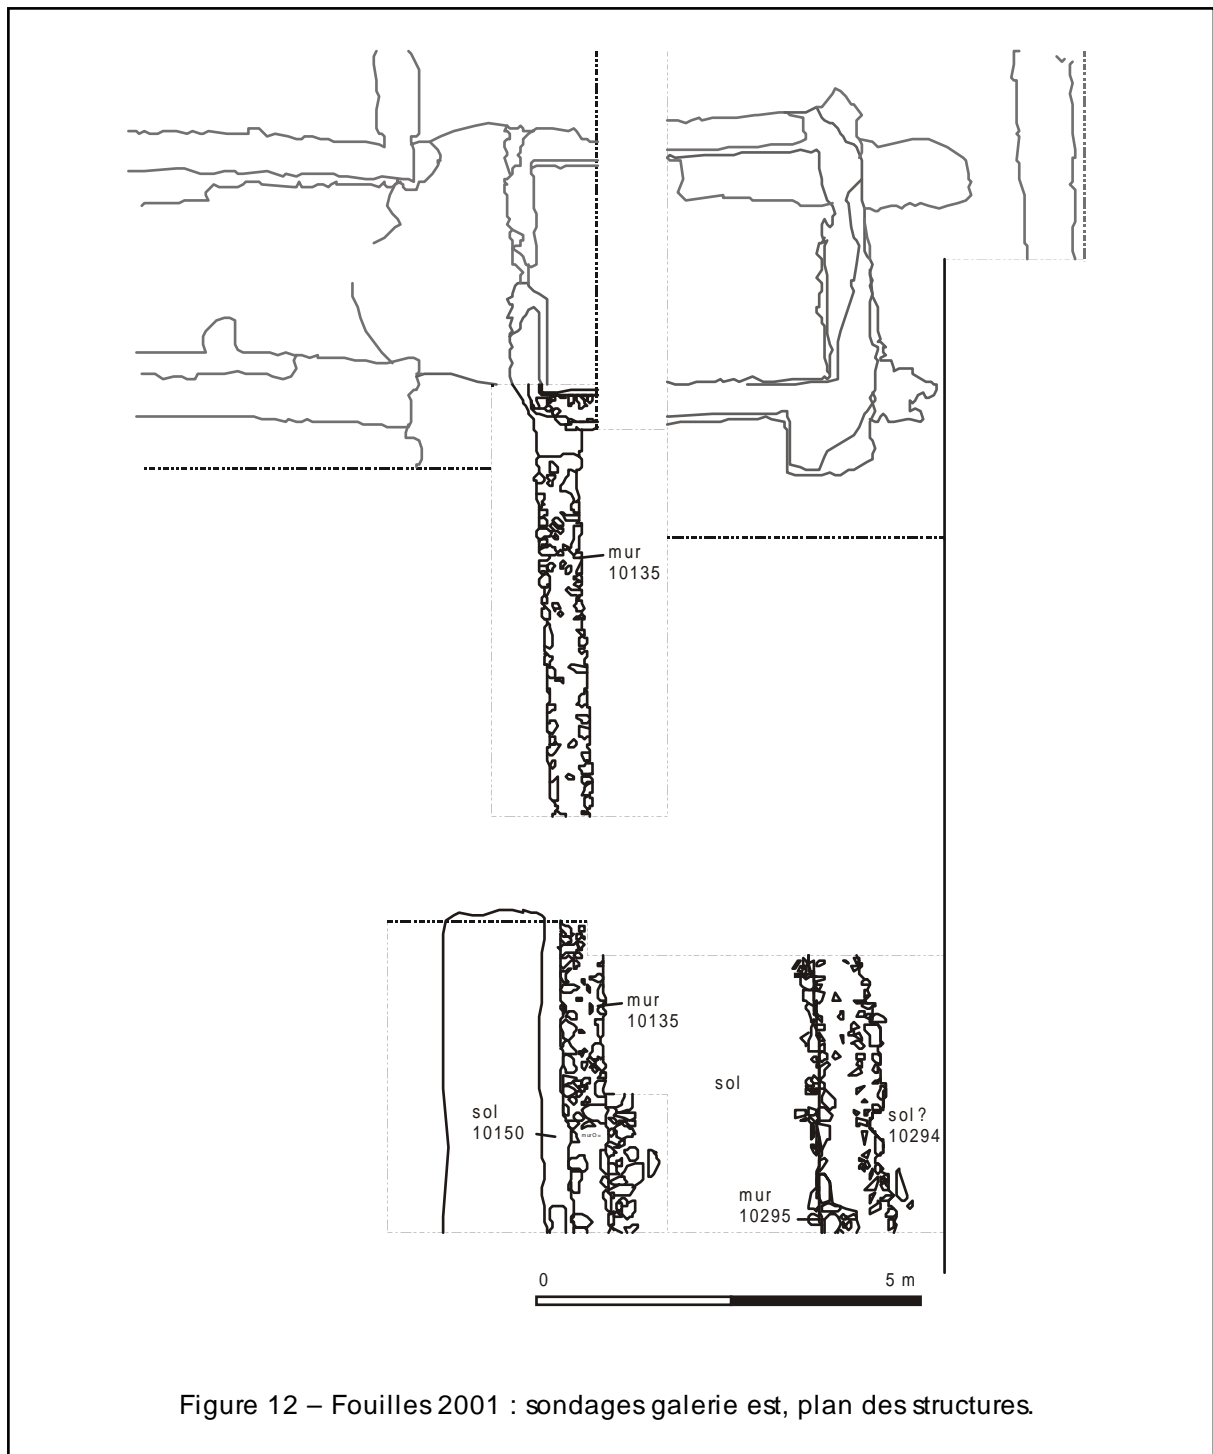 mur
10135
mur
10135
sol
sol
10150
sol?
10294
mur
10295
0 5 m
Figure 12 – Fouilles 2001 : sondages galerie est, plan des structures.